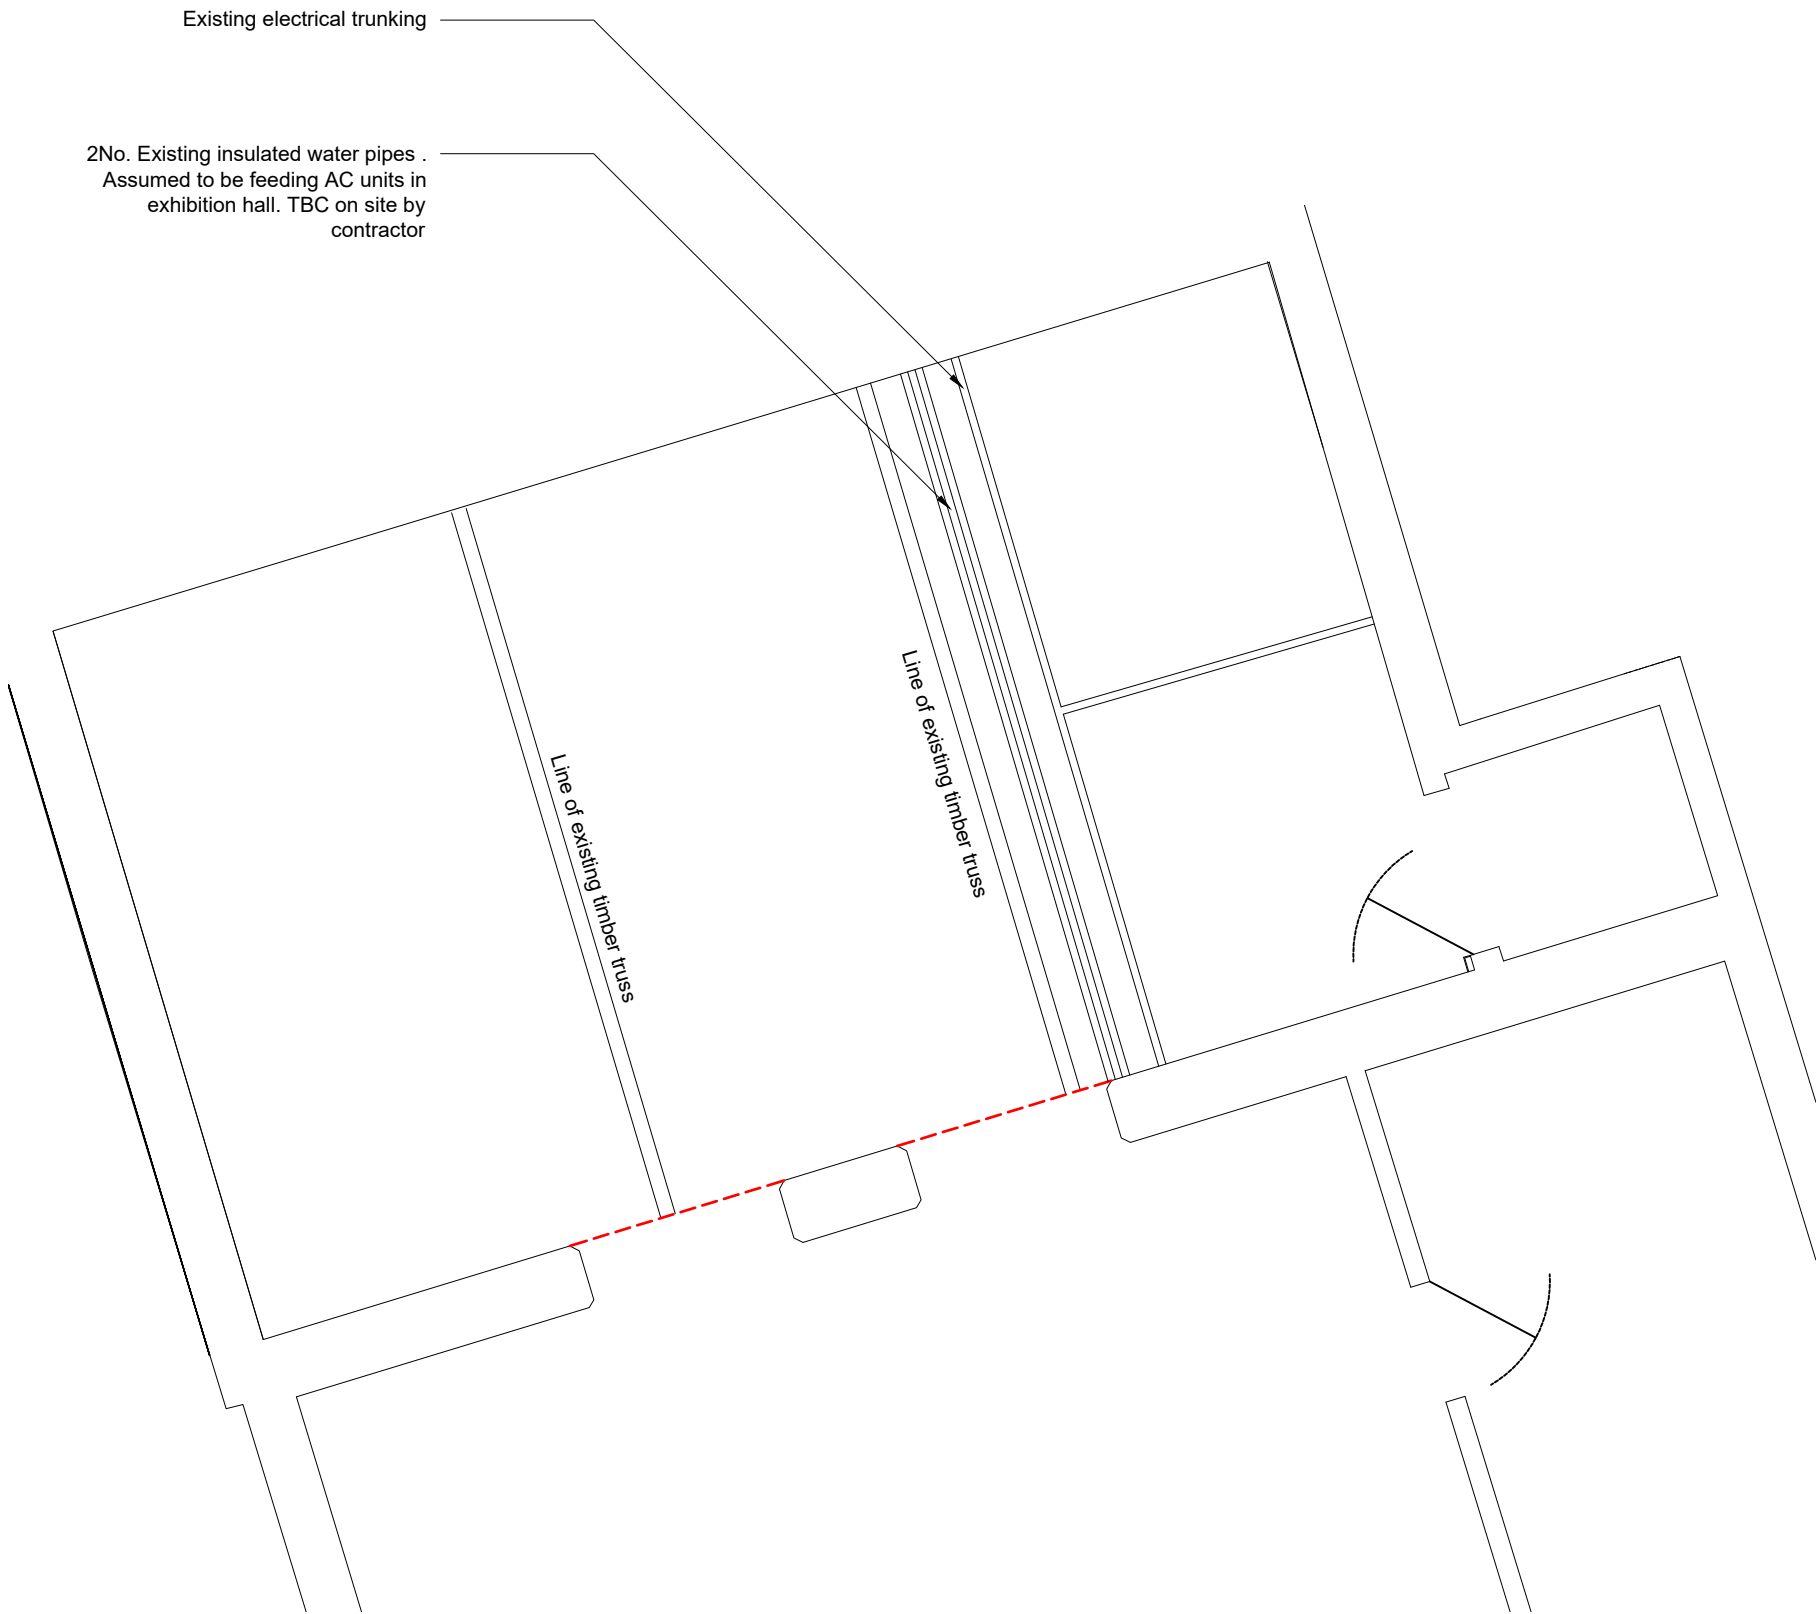 Existing electrical trunking
2No. Existing insulated water pipes .
Assumed to be feeding AC units in
exhibition hall. TBC on site by
contractor
Line of existing timber truss
Line of existing timber truss